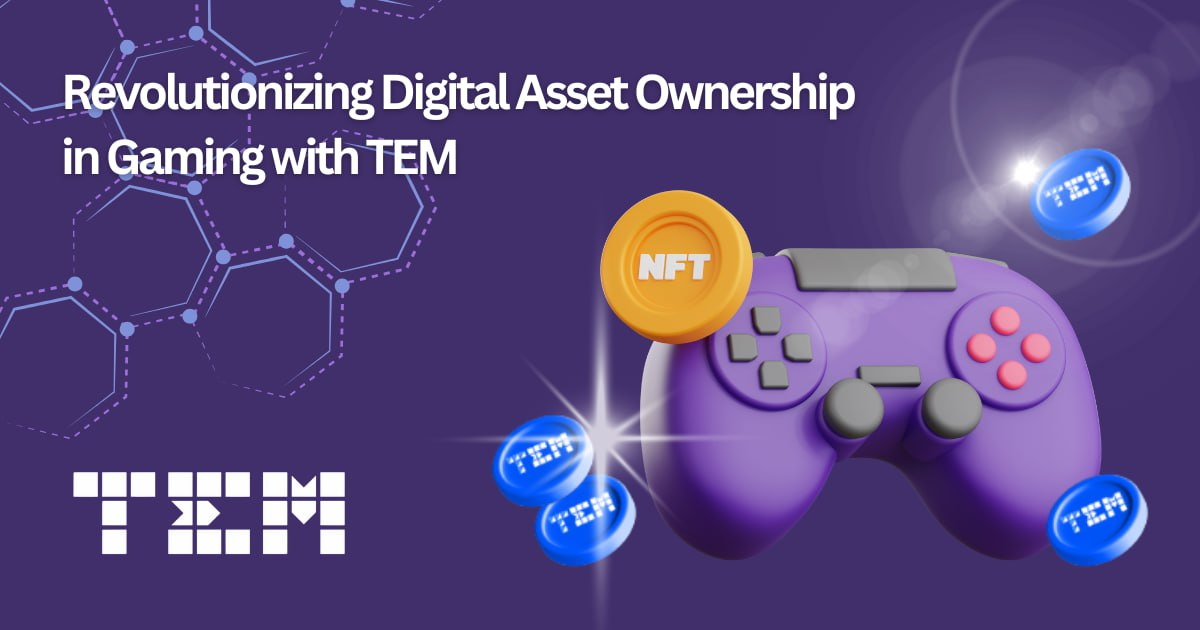 Revolutionizing Digital Asset Ownership
in Gaming with TEM
NFT
TEM
TEM
TEM
TEM
TEM